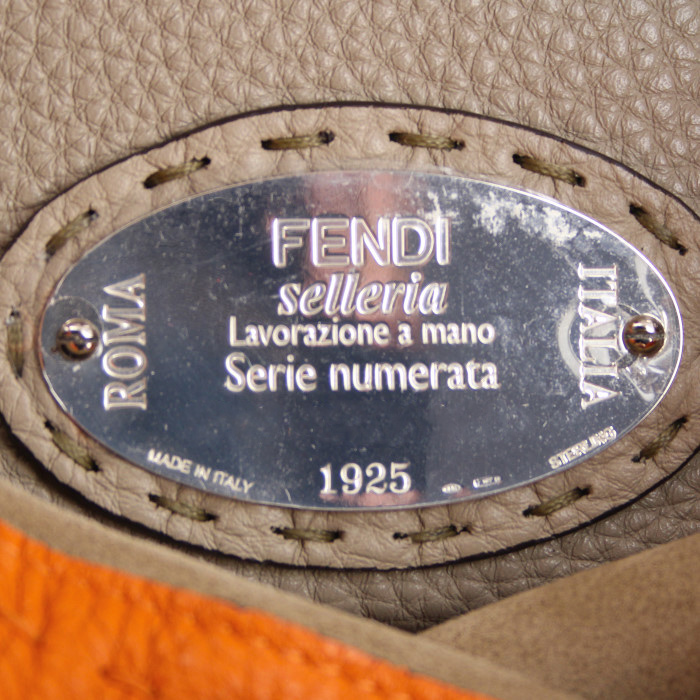 FENDI
selleria
Lavorazione a mano
Serie numerata
ROMA
ITALIA
MADE IN ITALY
1925
STERLING